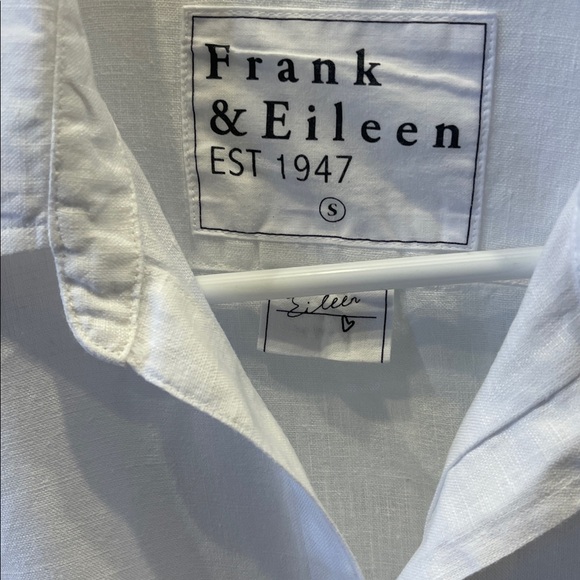 Frank
& Eileen
EST 1947
S
Eileen